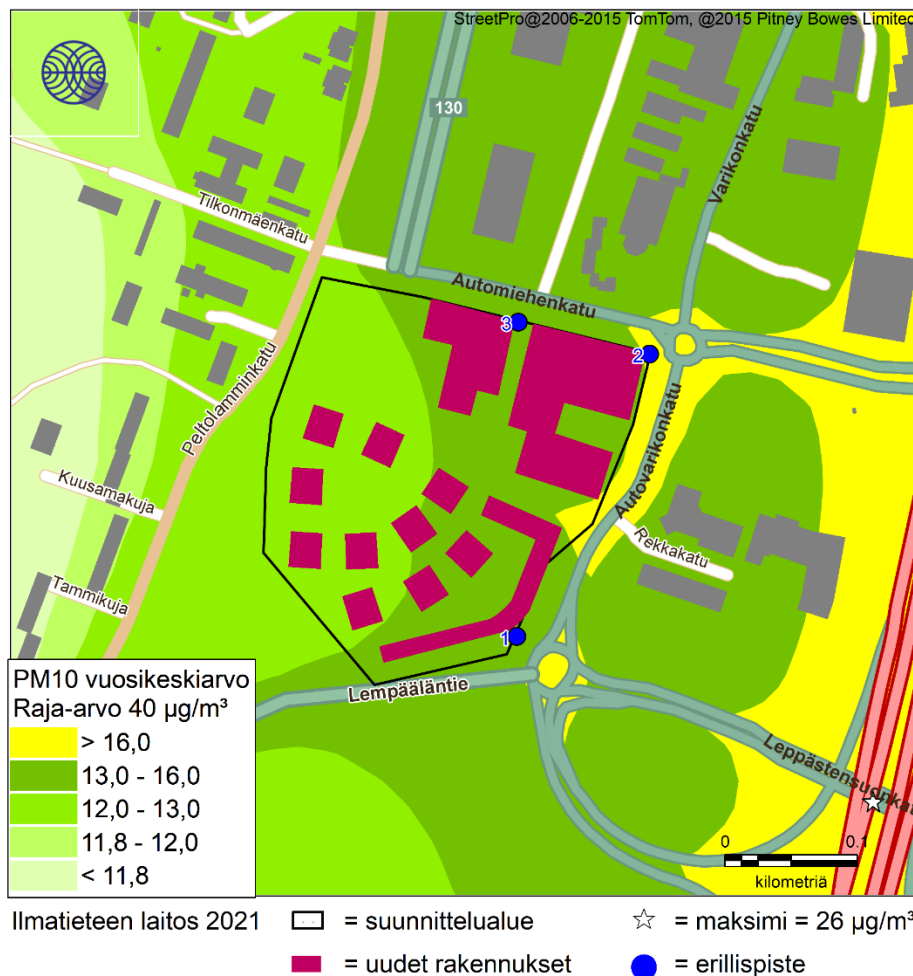 StreetPro@2006-2015 TomTom, @2015 Pitney Bowes Limited
130
Varikonkatu
Tilkonmäenkatu
Automiehenkatu
3
2
Peltolamminkatu
Autovarikonkatu
Kuusamakuja
Rekkakatu
Tammikuja
1
Lempääläntie
Leppästensuonkatu
PM10 vuosikeskiarvo
Raja-arvo 40 µg/m³
> 16,0
13,0 - 16,0
12,0 - 13,0
11,8 - 12,0
< 11,8
0 0.1
kilometriä
Ilmatieteen laitos 2021 = suunnittelualue = maksimi = 26 µg/m³
= uudet rakennukset = erillispiste